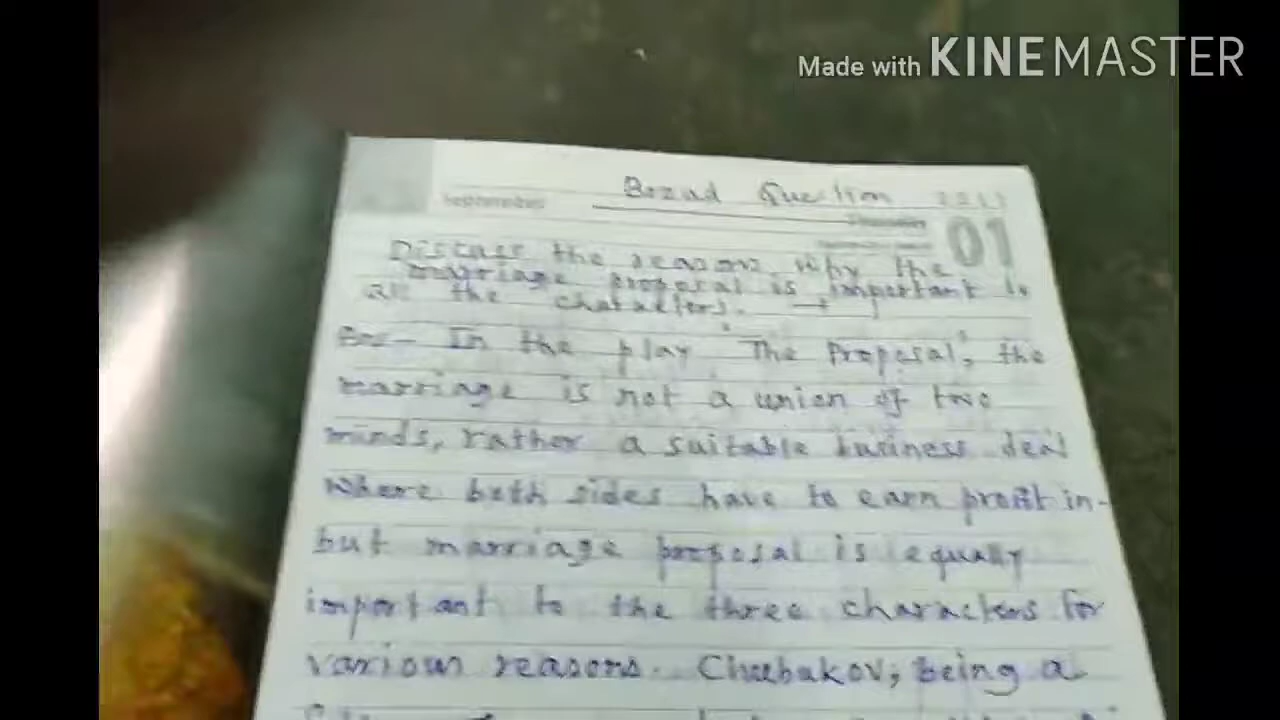 Made with KINEMASTER
Bozad Question
September
01
Discuss the reasons why the
marriage proposal is important to
all the characters.
In the play 'The Proposal', the
marriage is not a union of two
minds, rather a suitable business deal
where both sides have to earn profit in-
but marriage proposal is equally
important to the three characters for
various reasons. Chubukov, being a